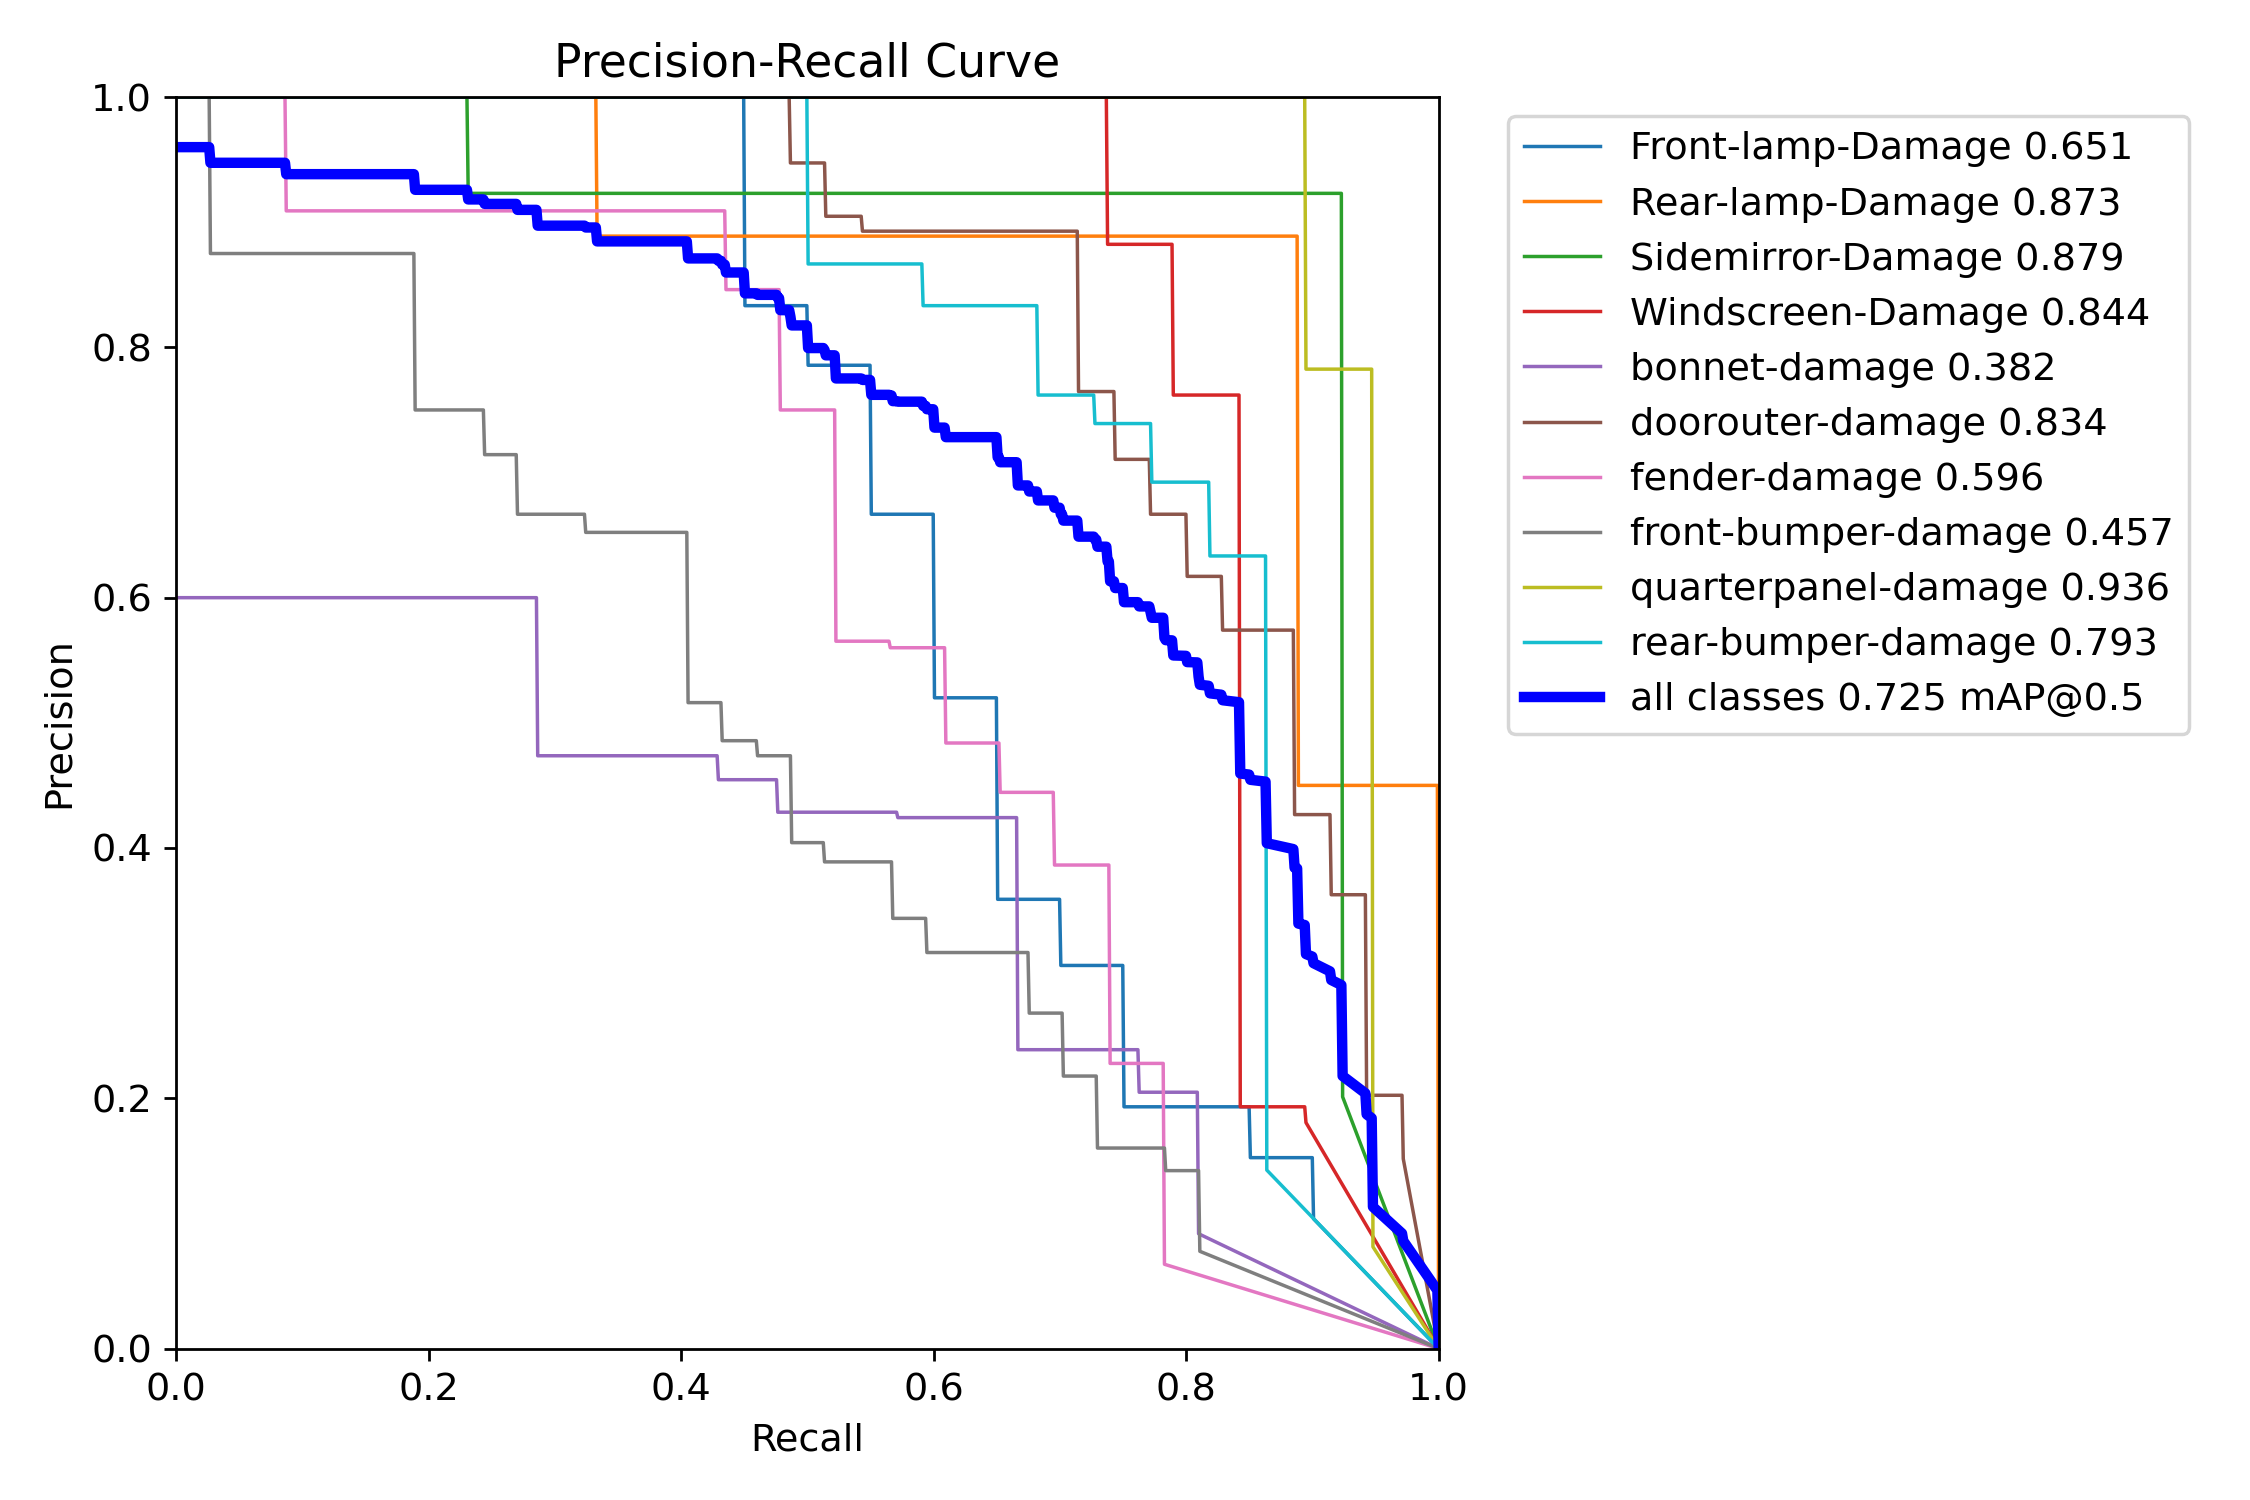 Precision-Recall Curve
1.0
0.8
0.6
0.4
0.2
0.0
Precision
0.0 0.2 0.4 0.6 0.8 1.0
Recall
Front-lamp-Damage 0.651
Rear-lamp-Damage 0.873
Sidemirror-Damage 0.879
Windscreen-Damage 0.844
bonnet-damage 0.382
doorouter-damage 0.834
fender-damage 0.596
front-bumper-damage 0.457
quarterpanel-damage 0.936
rear-bumper-damage 0.793
all classes 0.725 mAP@0.5